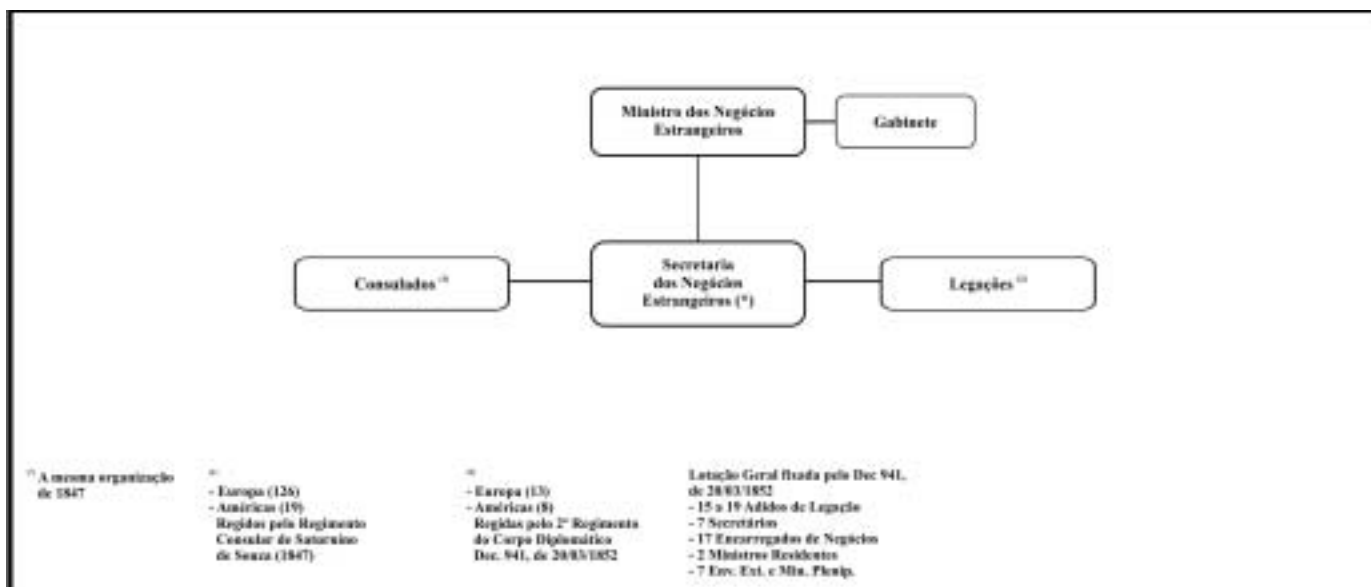 Ministro dos Negócios
Estrangeiros
Gabinete
Consulados
Secretaria
dos Negócios
Estrangeiros (*)
Legações
(*) A mesma organização
de 1847
- Europa (126)
- Américas (19)
Regidos pelo Regimento
Consular de Saturnino
de Souza (1847)
- Europa (13)
- Américas (8)
Regidas pelo 2º Regimento
do Corpo Diplomático
Dec. 941, de 20/03/1852
Lotação Geral fixada pelo Dec 941,
de 20/03/1852
- 15 a 19 Adidos de Legação
- 7 Secretários
- 17 Encarregados de Negócios
- 2 Ministros Residentes
- 7 Env. Ext. e Min. Plenip.